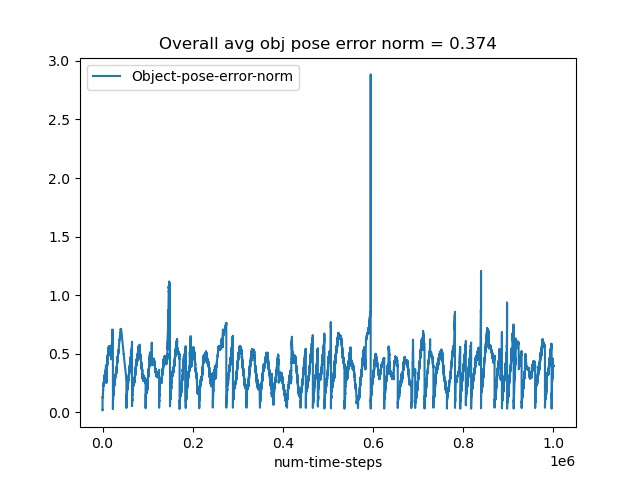 Overall avg obj pose error norm = 0.374
Object-pose-error-norm
3.0
2.5
2.0
1.5
1.0
0.5
0.0
0.0 0.2 0.4 0.6 0.8 1.0
1e6
num-time-steps